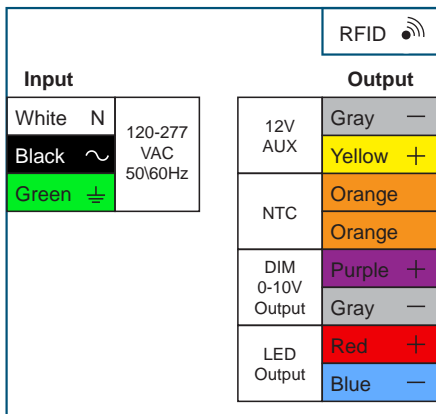 RFID
Input
White N
Black
Green
120-277
VAC
50\60Hz
Output
12V
AUX
Gray −
Yellow +
NTC
Orange
Orange
DIM
0-10V
Output
Purple +
Gray −
LED
Output
Red +
Blue −